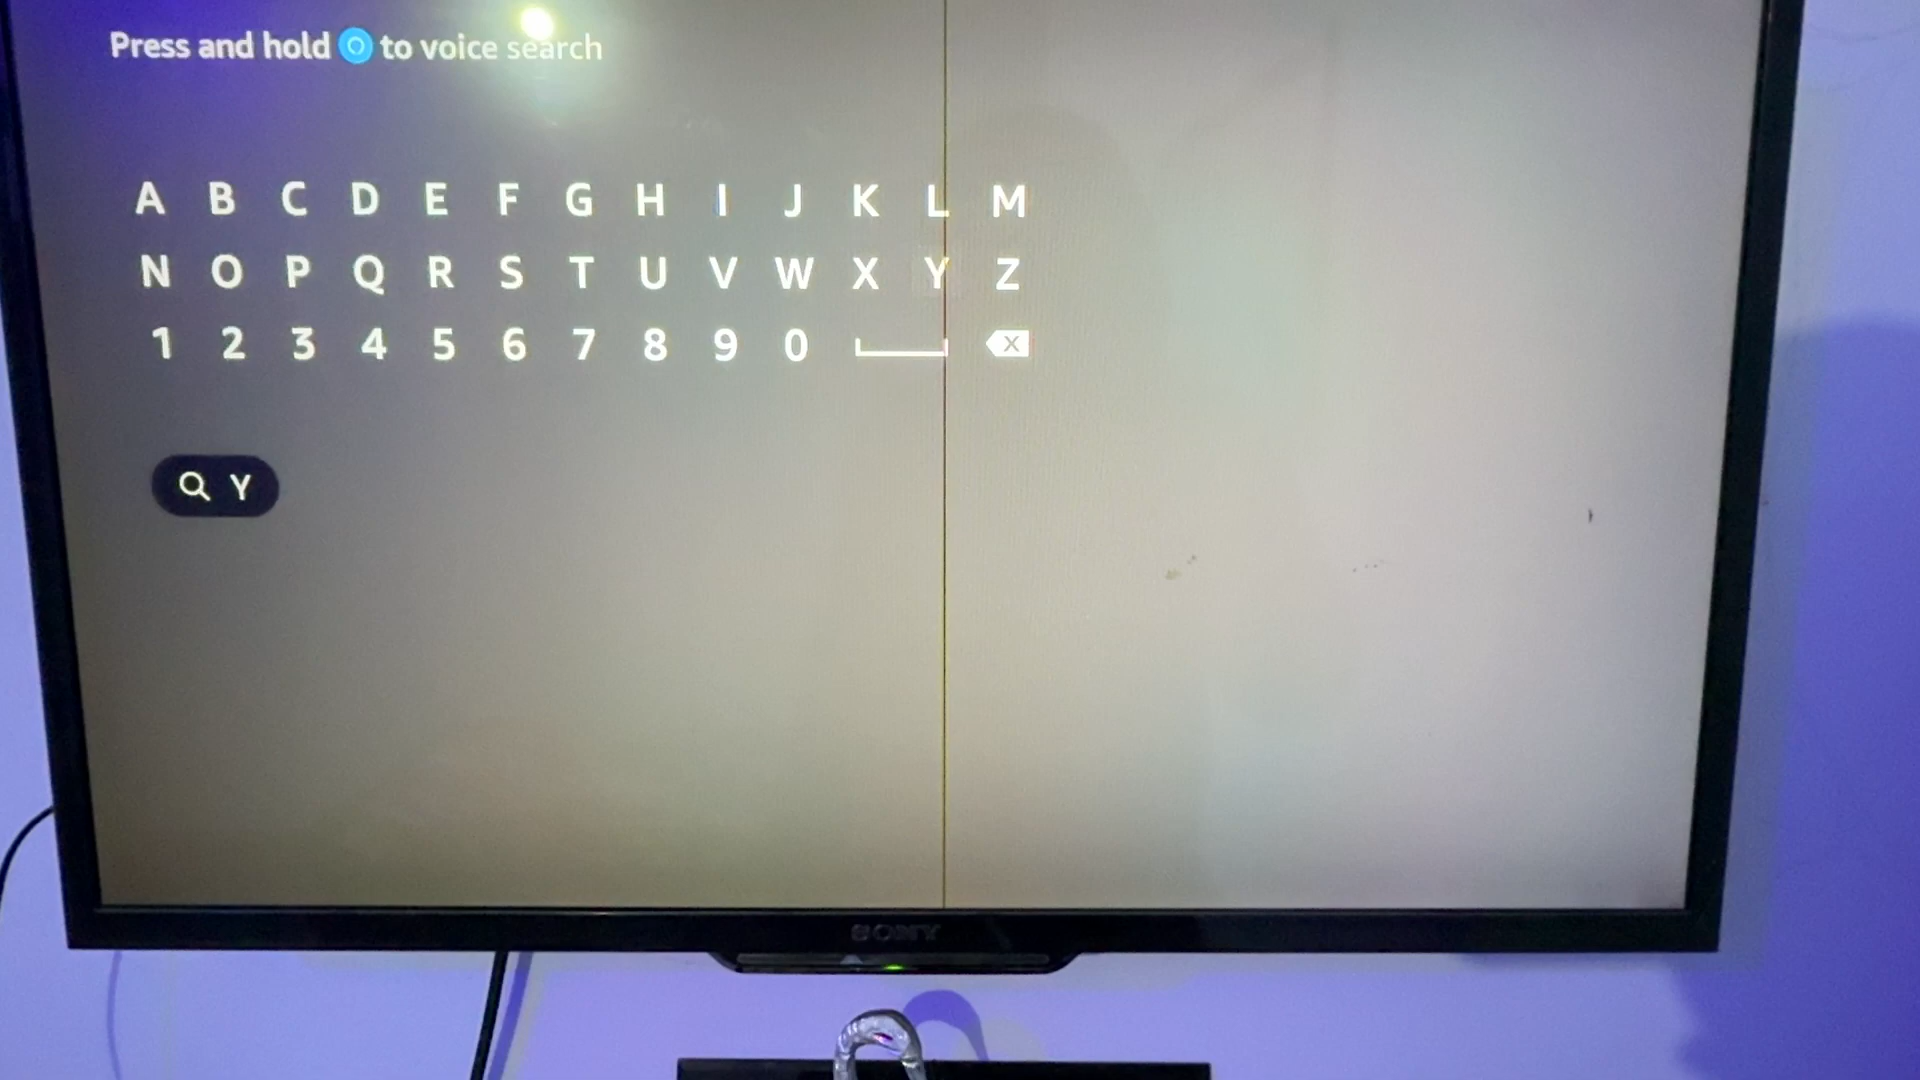 Press and hold to voice search
A B C D E F G H I J K L M
N O P Q R S T U V W X Y Z
1 2 3 4 5 6 7 8 9 0
Y
SONY